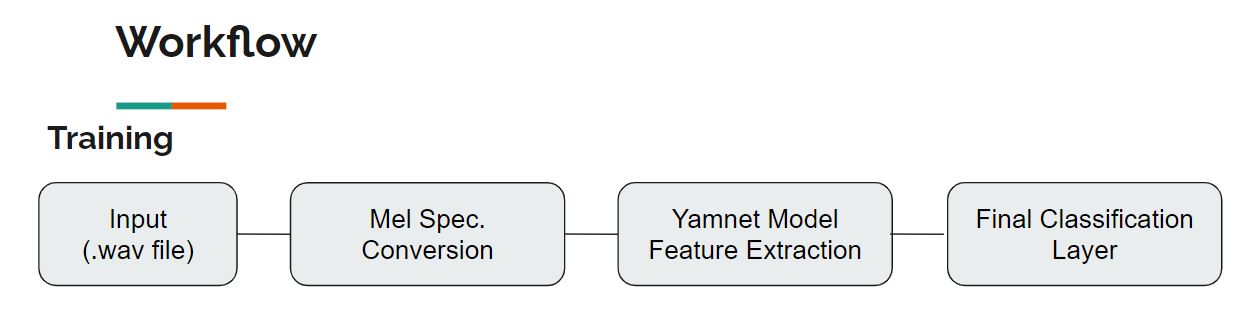 Workflow
Training
Input
(.wav file)
Mel Spec.
Conversion
Yamnet Model
Feature Extraction
Final Classification
Layer